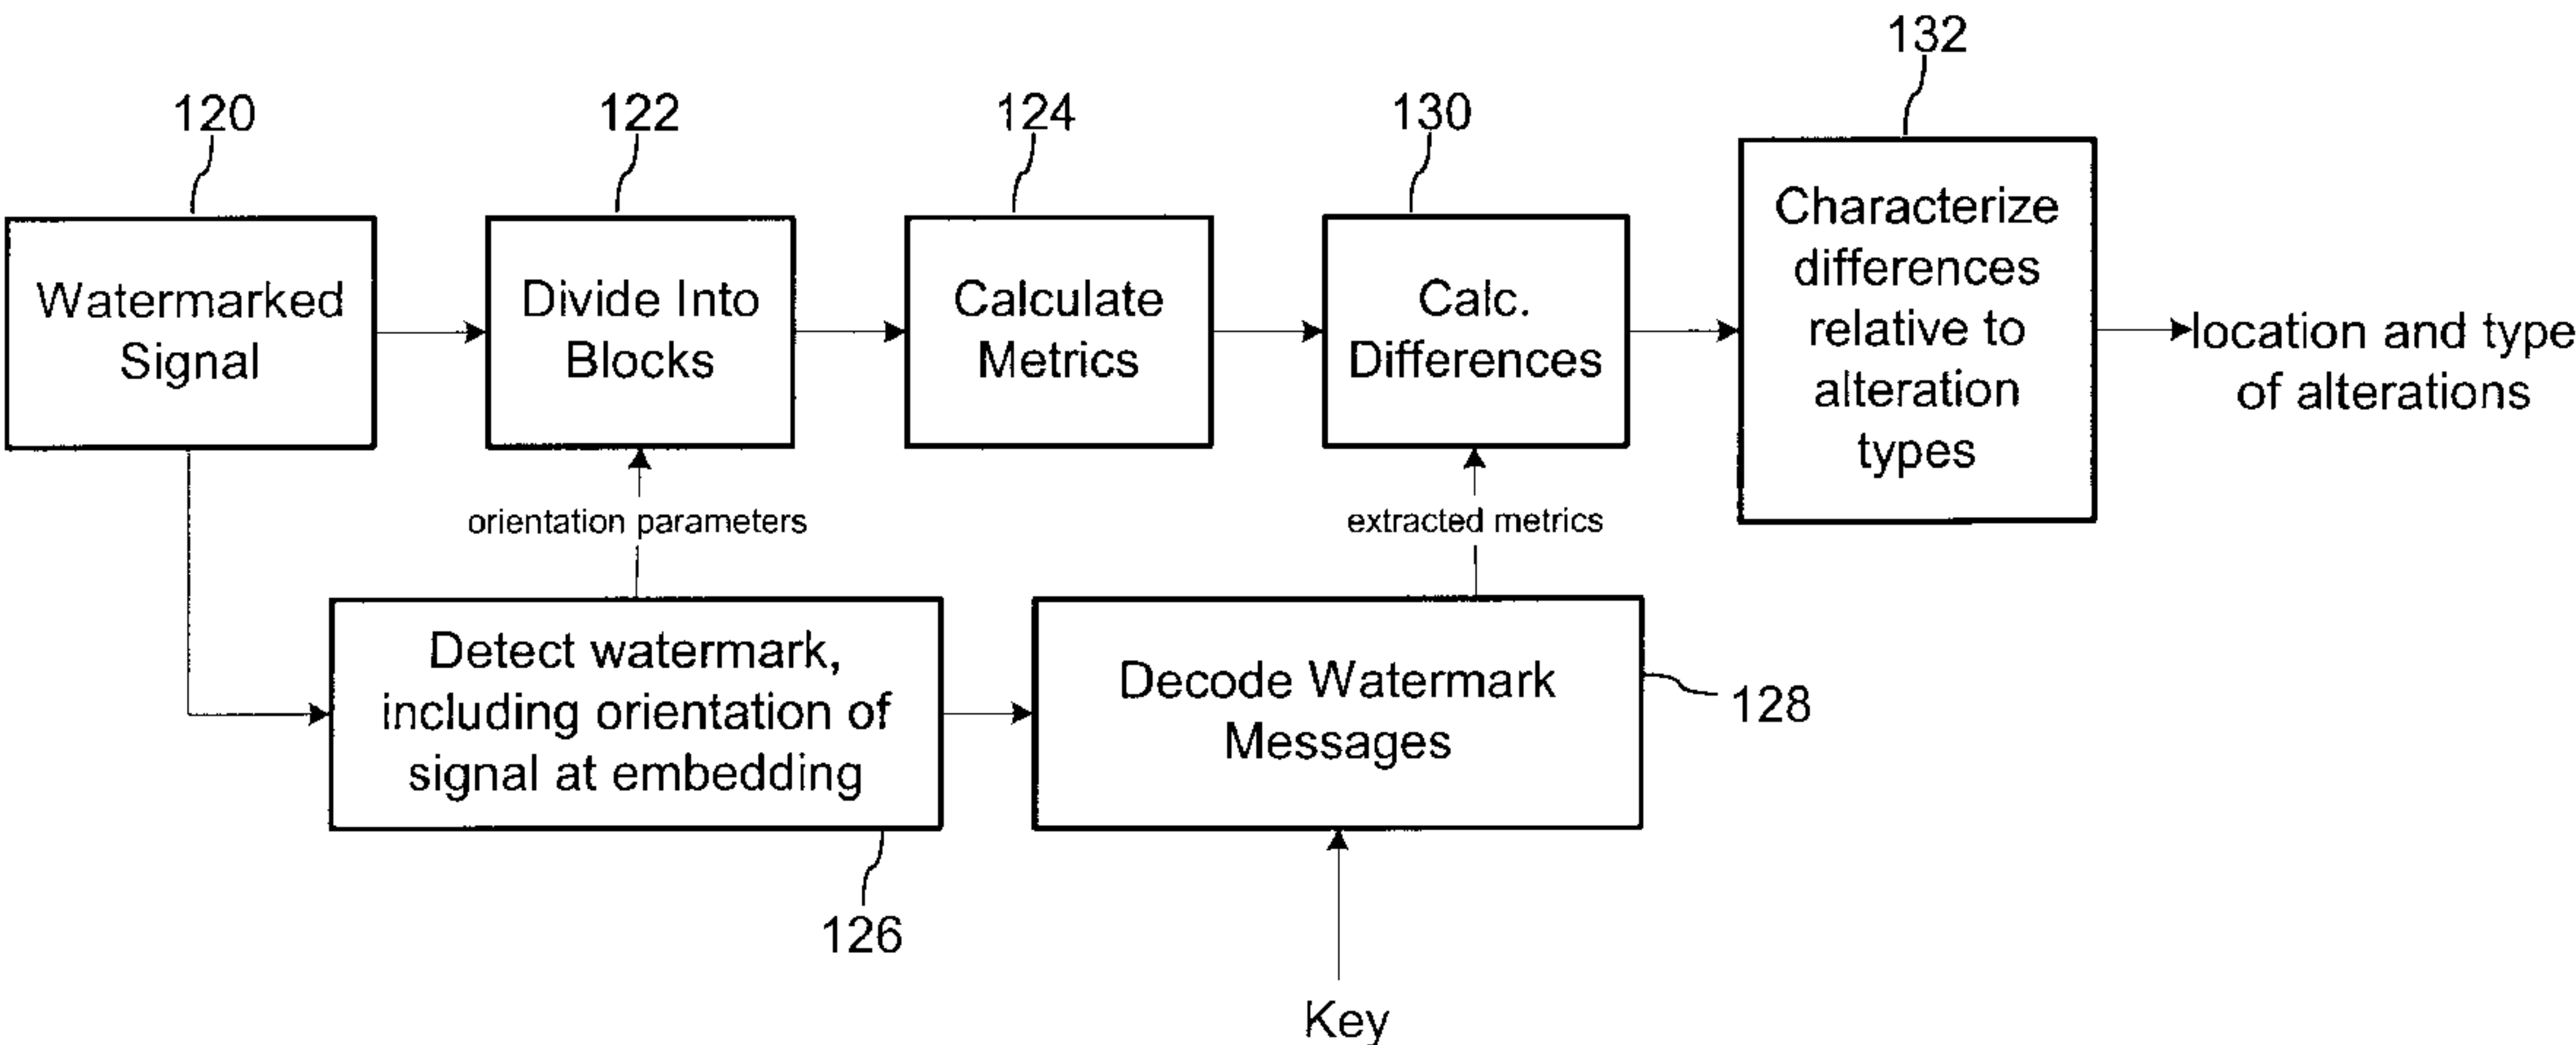 132
120
122
124
130
Watermarked
Signal
Divide Into
Blocks
Calculate
Metrics
Calc.
Differences
Characterize
differences
relative to
alteration
types
location and type
of alterations
orientation parameters
extracted metrics
Detect watermark,
including orientation of
signal at embedding
Decode Watermark
Messages
128
126
Key